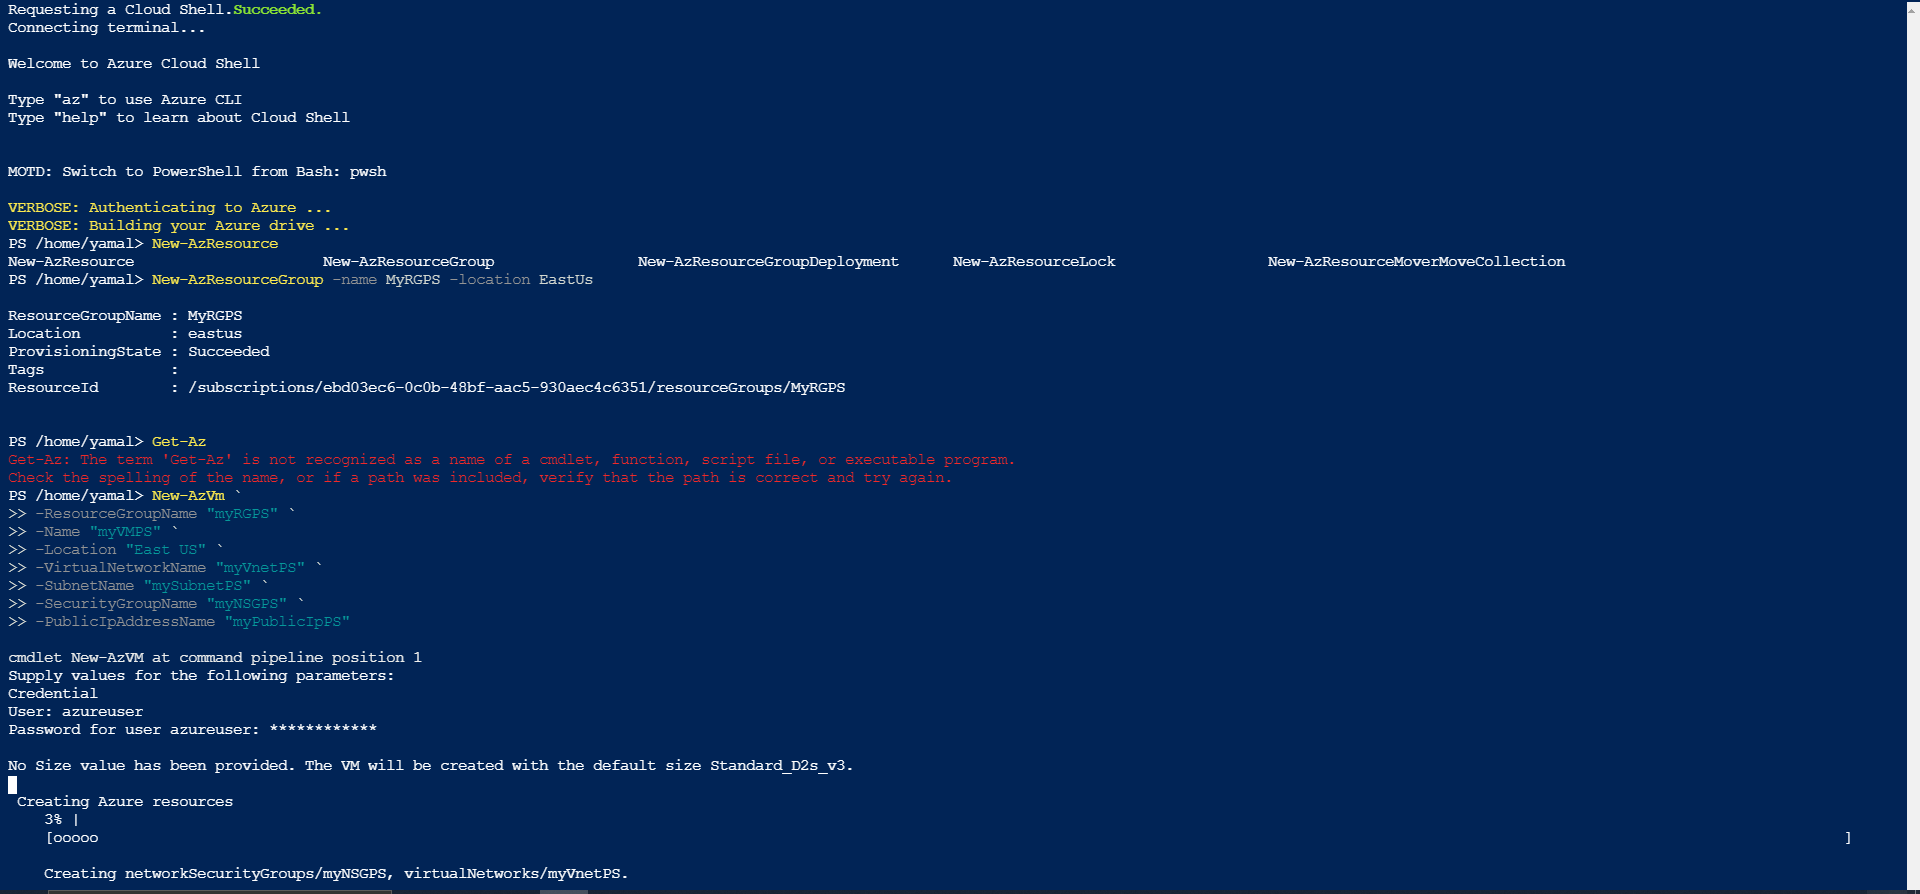 Requesting a Cloud Shell.Succeeded.
Connecting terminal...
Welcome to Azure Cloud Shell
Type "az" to use Azure CLI
Type "help" to learn about Cloud Shell
MOTD: Switch to PowerShell from Bash: pwsh
VERBOSE: Authenticating to Azure ...
VERBOSE: Building your Azure drive ...
PS /home/yamal> New-AzResource
New-AzResource New-AzResourceGroup New-AzResourceGroupDeployment New-AzResourceLock New-AzResourceMoverMoveCollection
PS /home/yamal> New-AzResourceGroup -name MyRGPS -location EastUs
ResourceGroupName : MyRGPS
Location : eastus
ProvisioningState : Succeeded
Tags :
ResourceId : /subscriptions/ebd03ec6-0c0b-48bf-aac5-930aec4c6351/resourceGroups/MyRGPS
PS /home/yamal> Get-Az
Get-Az: The term 'Get-Az' is not recognized as a name of a cmdlet, function, script file, or executable program.
Check the spelling of the name, or if a path was included, verify that the path is correct and try again.
PS /home/yamal> New-AzVm `
>> -ResourceGroupName "myRGPS" `
>> -Name "myVMPS" `
>> -Location "East US" `
>> -VirtualNetworkName "myVnetPS" `
>> -SubnetName "mySubnetPS" `
>> -SecurityGroupName "myNSGPS" `
>> -PublicIpAddressName "myPublicIpPS"
cmdlet New-AzVM at command pipeline position 1
Supply values for the following parameters:
Credential
User: azureuser
Password for user azureuser: ************
No Size value has been provided. The VM will be created with the default size Standard_D2s_v3.
Creating Azure resources
3% |
[ooooo ]
Creating networkSecurityGroups/myNSGPS, virtualNetworks/myVnetPS.